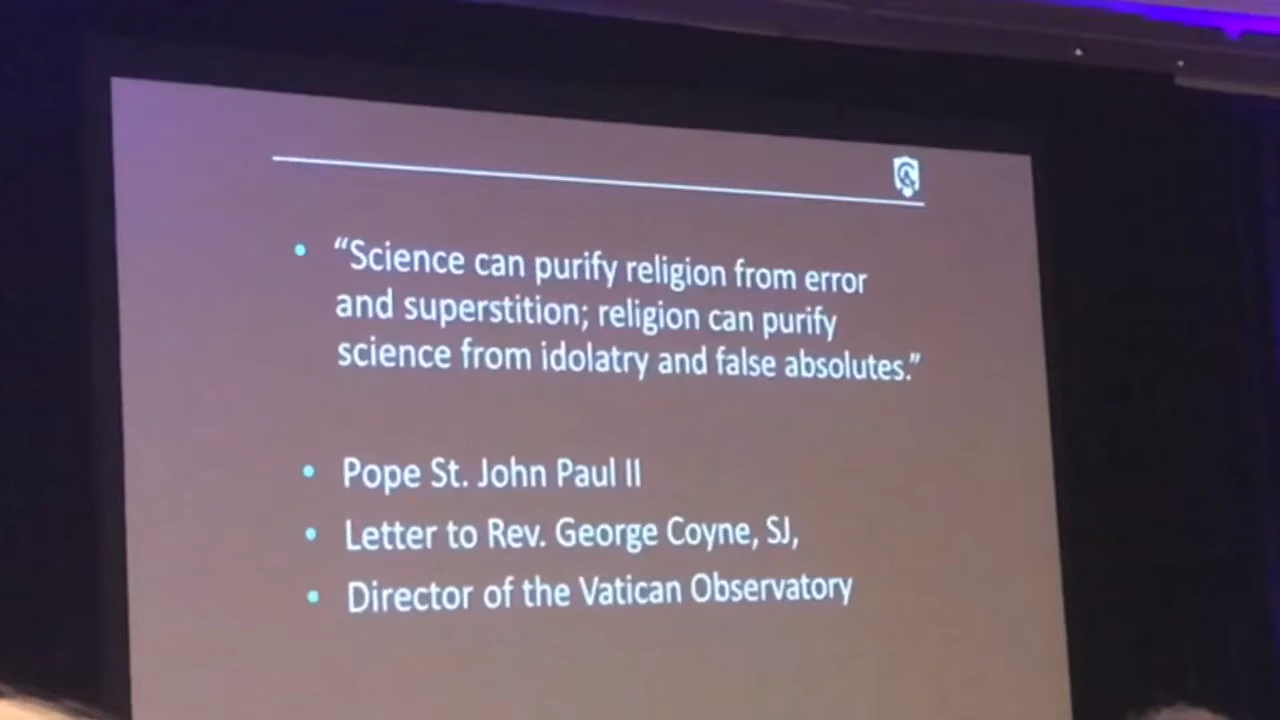 • “Science can purify religion from error
and superstition; religion can purify
science from idolatry and false absolutes.”
• Pope St. John Paul II
• Letter to Rev. George Coyne, SJ,
• Director of the Vatican Observatory